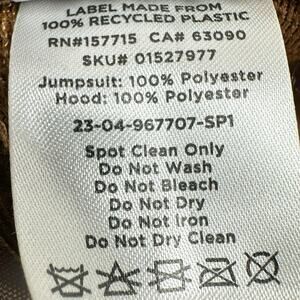 LABEL MADE FROM
100% RECYCLED PLASTIC
RN#157715 CA# 63090
SKU# 01527977
Jumpsuit: 100% Polyester
Hood: 100% Polyester
23-04-967707-SP1
Spot Clean Only
Do Not Wash
Do Not Bleach
Do Not Dry
Do Not Iron
Do Not Dry Clean